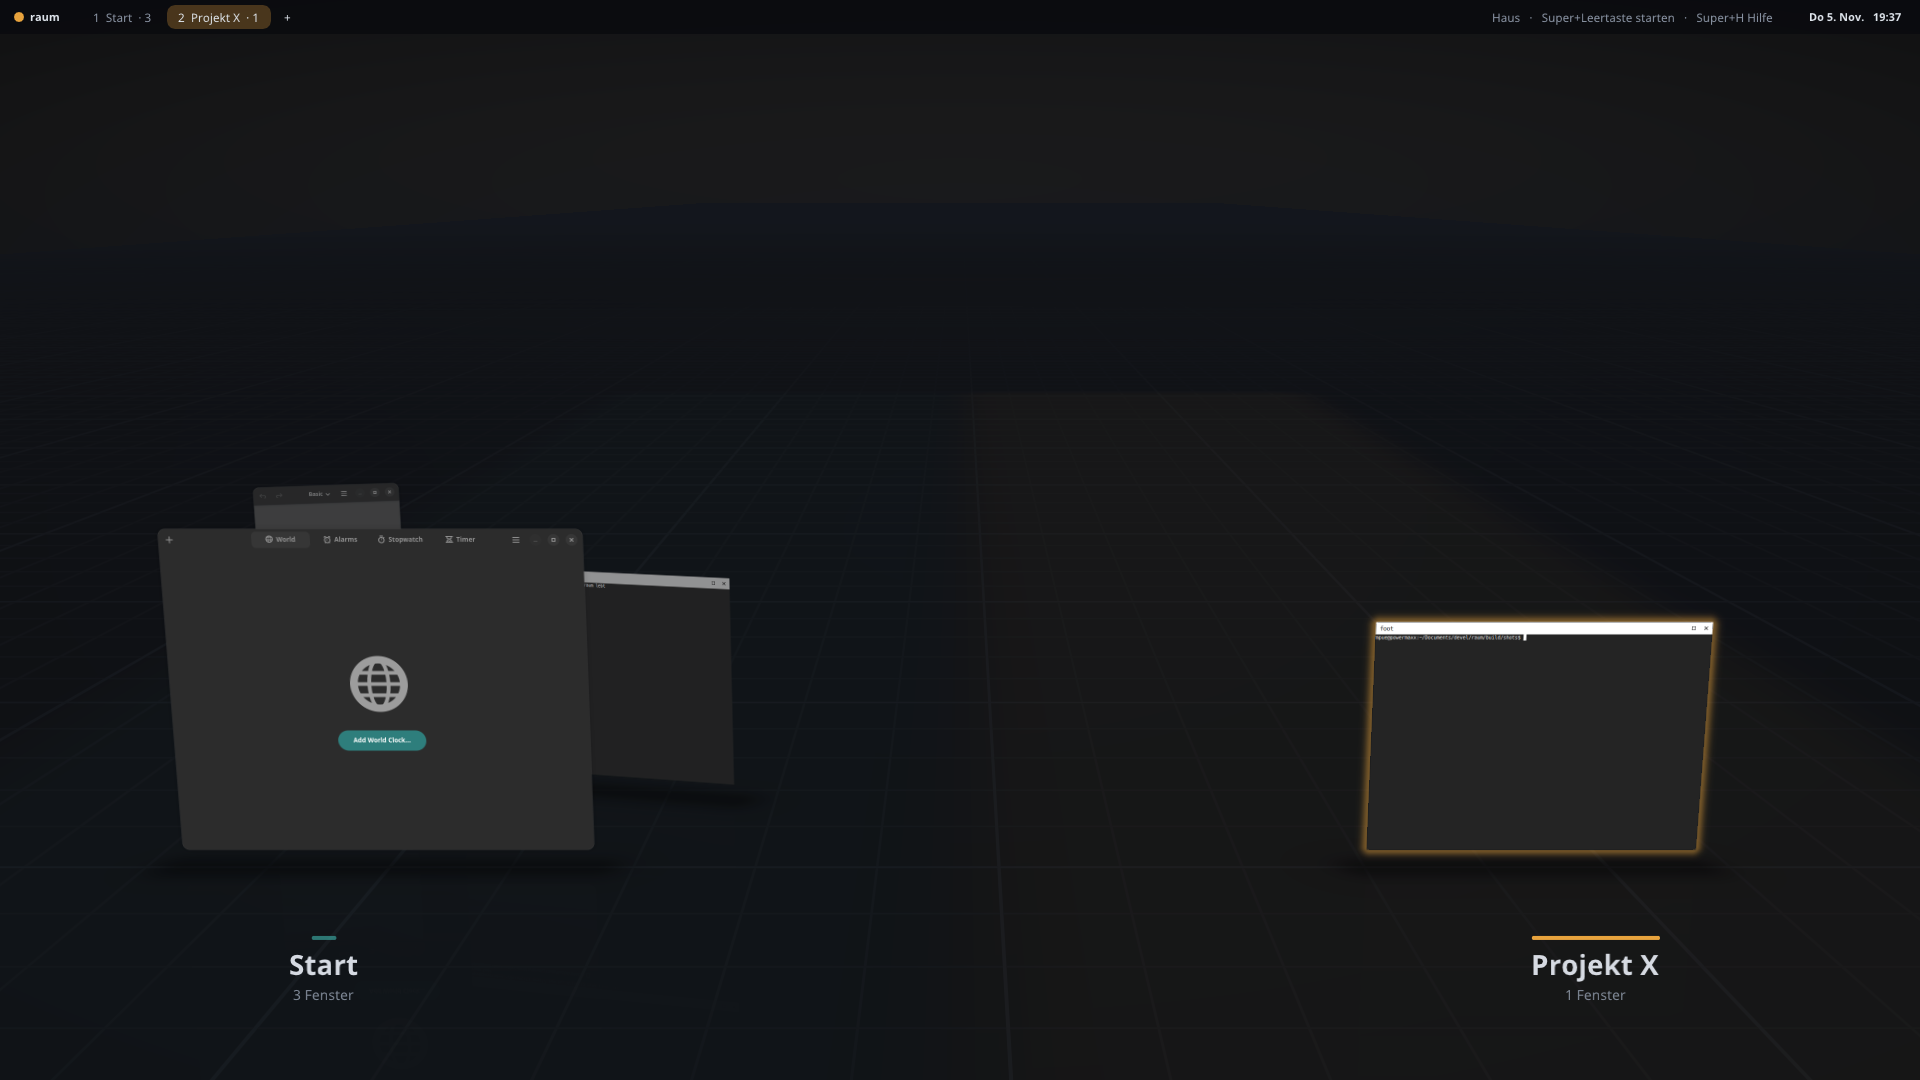 raum
1 Start · 3
2 Projekt X · 1
+
Haus · Super+Leertaste starten · Super+H Hilfe
Do 5. Nov. 19:37
Basic
World
Alarms
Stopwatch
Timer
Add World Clock...
foot
Start
3 Fenster
Projekt X
1 Fenster